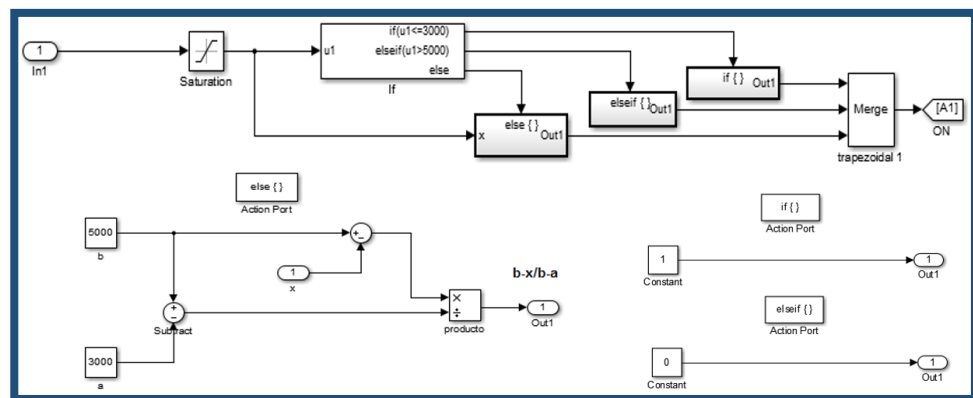 1
In1
Saturation
u1
if(u1<=3000)
elseif(u1>5000)
else
If
x
else { }
Out1
elseif { }
Out1
if { }
Out1
Merge
trapezoidal 1
[A1]
ON
else { }
Action Port
5000
b
1
x
Subtract
3000
a
+
−
+
−
×
÷
producto
b-x/b-a
1
Out1
if { }
Action Port
1
Constant
1
Out1
elseif { }
Action Port
0
Constant
1
Out1